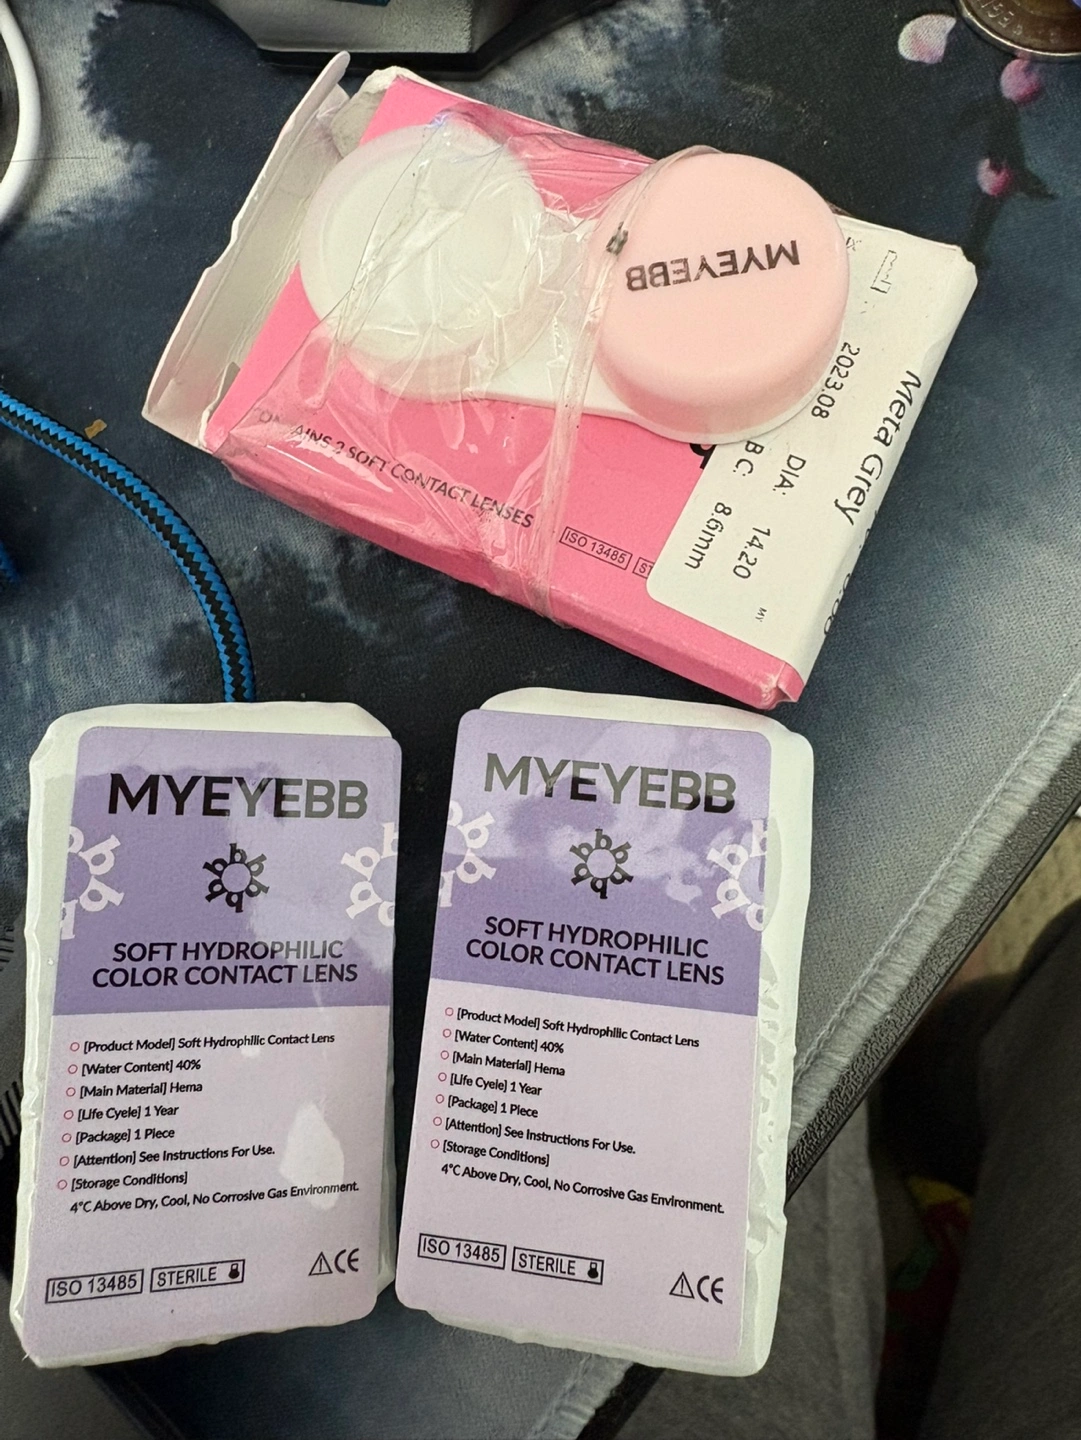 MYEYEBB
2023.08
DIA: 14.20
BC: 8.6mm
Meta Grey
MY
2 SOFT CONTACT LENSES
ISO 13485
MYEYEBB
SOFT HYDROPHILIC
COLOR CONTACT LENS
[Product Model] Soft Hydrophilic Contact Lens
[Water Content] 40%
[Main Material] Hema
[Life Cycle] 1 Year
[Package] 1 Piece
[Attention] See Instructions For Use.
[Storage Conditions]
4°C Above Dry, Cool, No Corrosive Gas Environment.
ISO 13485 STERILE
CE
MYEYEBB
SOFT HYDROPHILIC
COLOR CONTACT LENS
[Product Model] Soft Hydrophilic Contact Lens
[Water Content] 40%
[Main Material] Hema
[Life Cycle] 1 Year
[Package] 1 Piece
[Attention] See Instructions For Use.
[Storage Conditions]
4°C Above Dry, Cool, No Corrosive Gas Environment.
ISO 13485 STERILE
CE